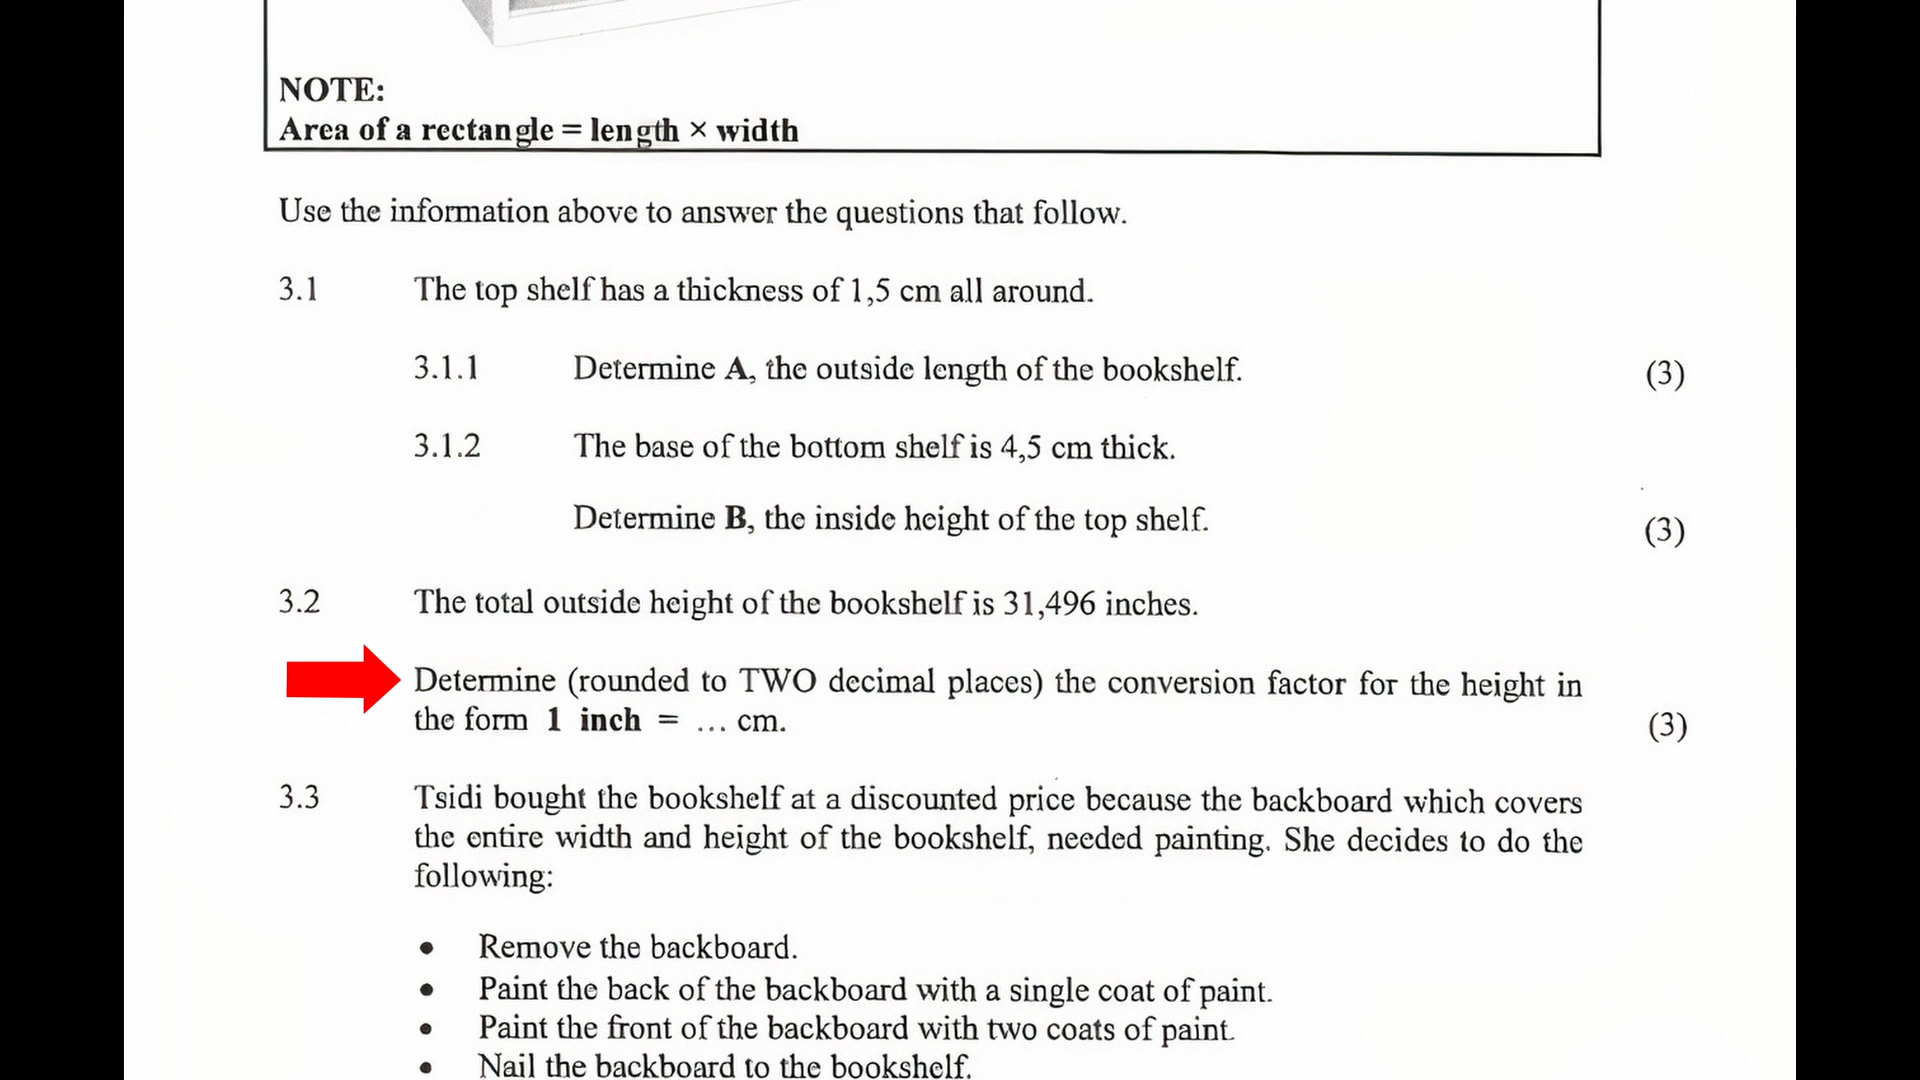 NOTE:
Area of a rectangle = length × width
Use the information above to answer the questions that follow.
3.1 The top shelf has a thickness of 1,5 cm all around.
3.1.1 Determine A, the outside length of the bookshelf. (3)
3.1.2 The base of the bottom shelf is 4,5 cm thick.
Determine B, the inside height of the top shelf. (3)
3.2 The total outside height of the bookshelf is 31,496 inches.
Determine (rounded to TWO decimal places) the conversion factor for the height in
the form 1 inch = ... cm. (3)
3.3 Tsidi bought the bookshelf at a discounted price because the backboard which covers
the entire width and height of the bookshelf, needed painting. She decides to do the
following:
• Remove the backboard.
• Paint the back of the backboard with a single coat of paint.
• Paint the front of the backboard with two coats of paint.
• Nail the backboard to the bookshelf.